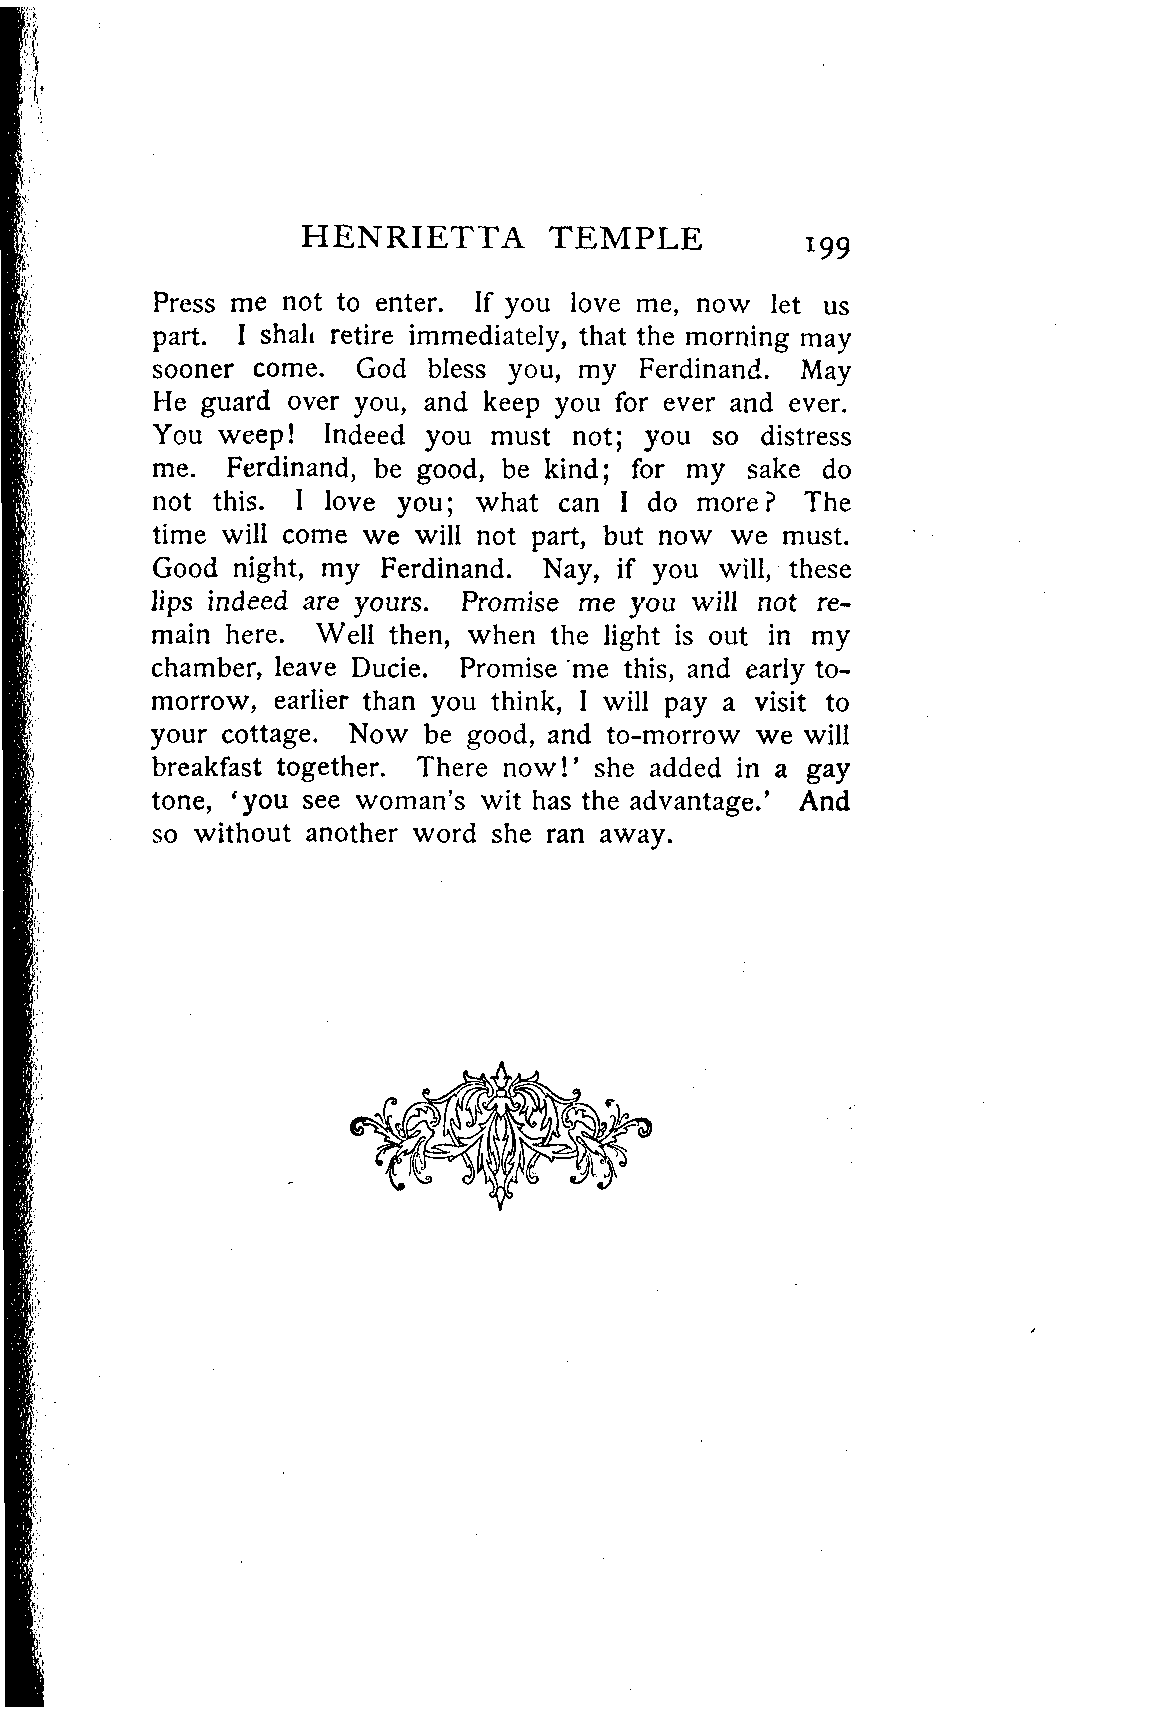 HENRIETTA TEMPLE 199
Press me not to enter. If you love me, now let us
part. I shall retire immediately, that the morning may
sooner come. God bless you, my Ferdinand. May
He guard over you, and keep you for ever and ever.
You weep! Indeed you must not; you so distress
me. Ferdinand, be good, be kind; for my sake do
not this. I love you; what can I do more? The
time will come we will not part, but now we must.
Good night, my Ferdinand. Nay, if you will, these
lips indeed are yours. Promise me you will not re-
main here. Well then, when the light is out in my
chamber, leave Ducie. Promise me this, and early to-
morrow, earlier than you think, I will pay a visit to
your cottage. Now be good, and to-morrow we will
breakfast together. There now!' she added in a gay
tone, 'you see woman's wit has the advantage.' And
so without another word she ran away.